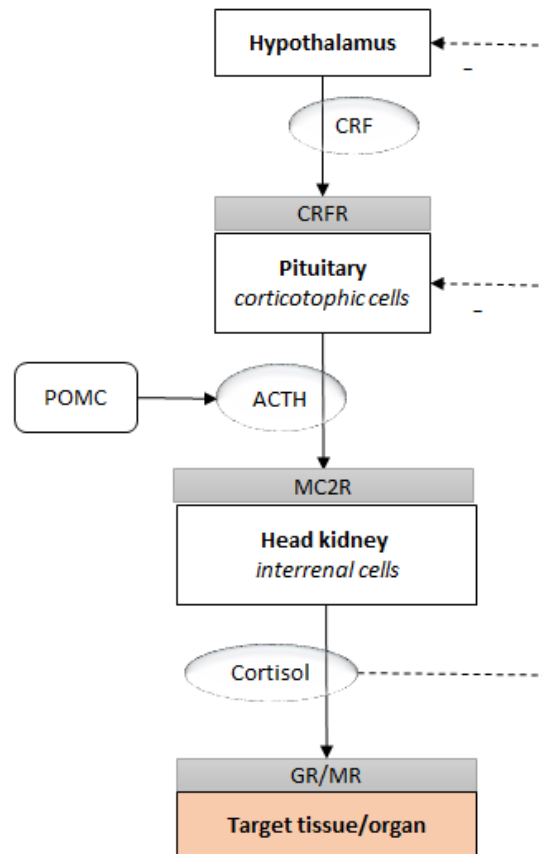 Hypothalamus
-
CRF
CRFR
Pituitary
corticotophic cells
-
POMC
ACTH
MC2R
Head kidney
interrenal cells
Cortisol
GR/MR
Target tissue/organ